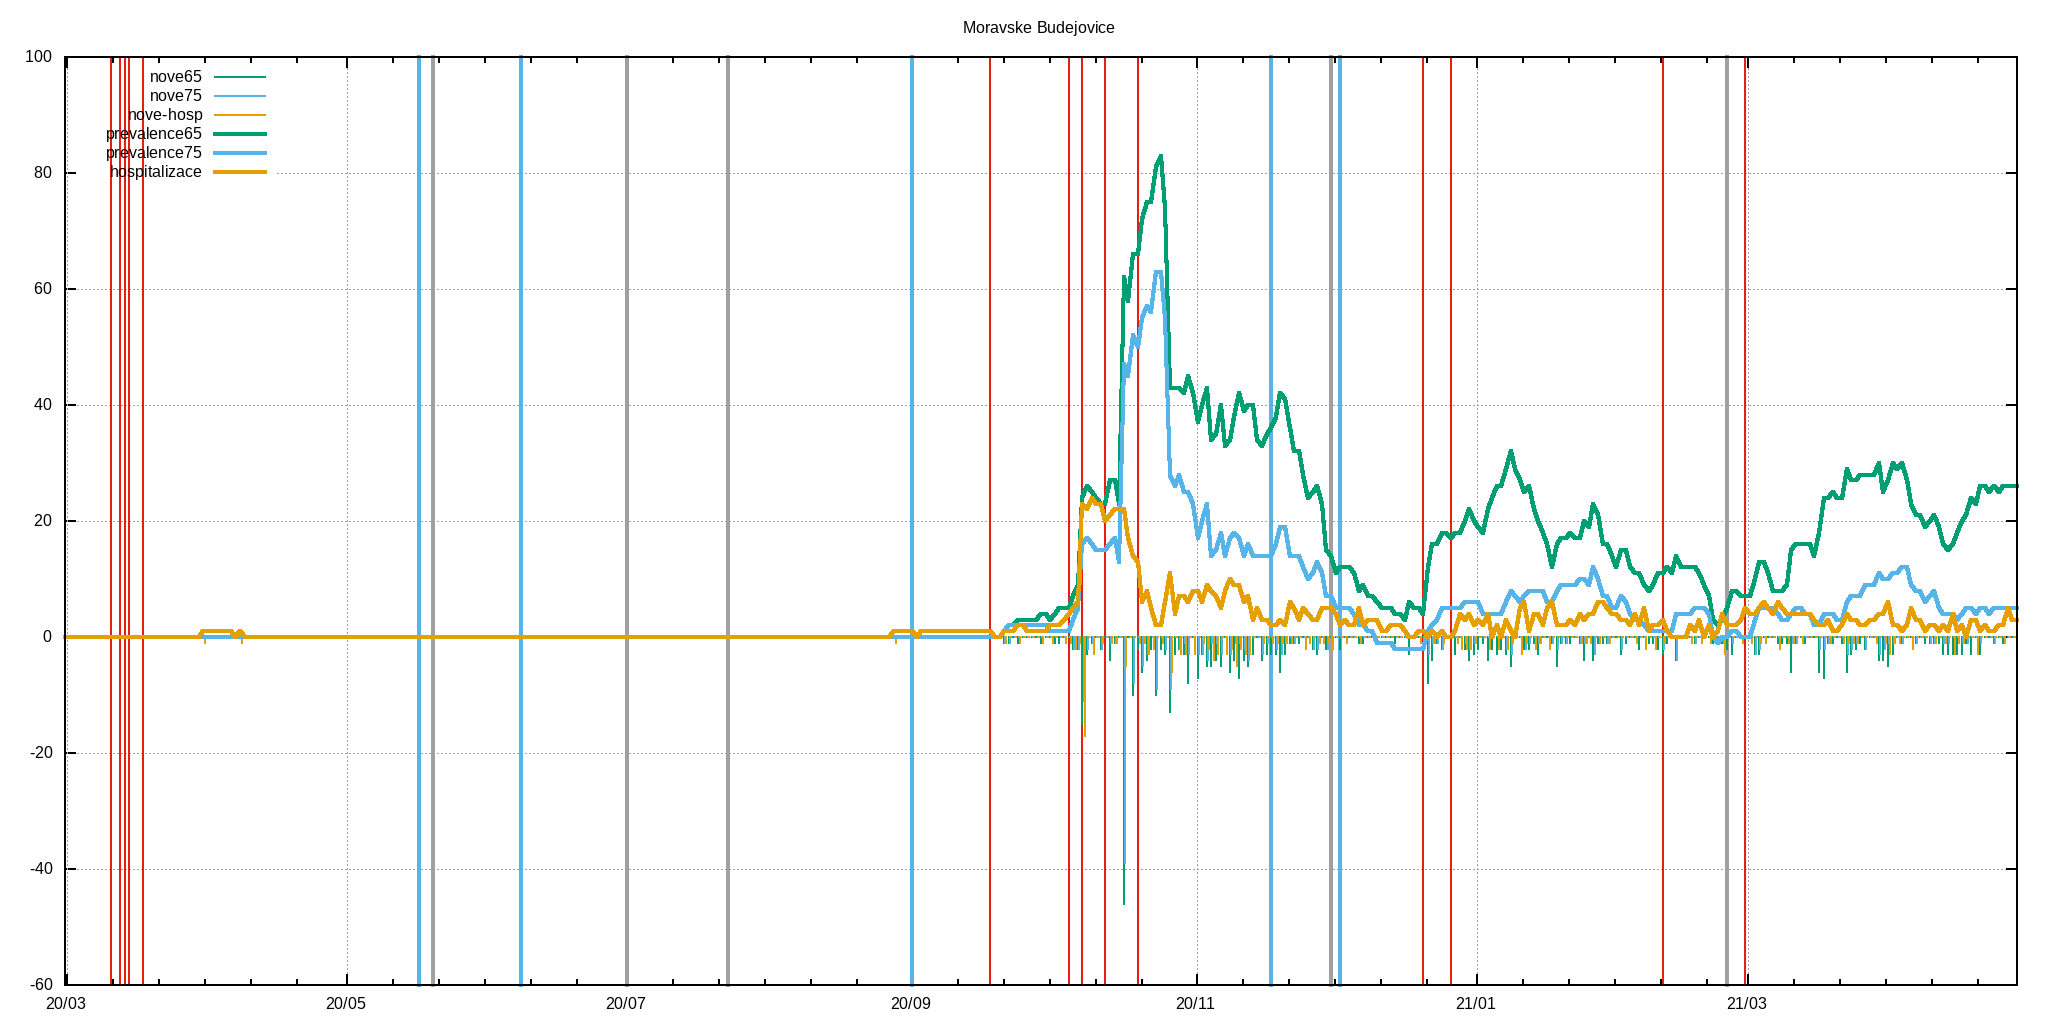 Moravske Budejovice
100
80
60
40
20
0
-20
-40
-60
nove65
nove75
nove-hosp
prevalence65
prevalence75
hospitalizace
20/03 20/05 20/07 20/09 20/11 21/01 21/03